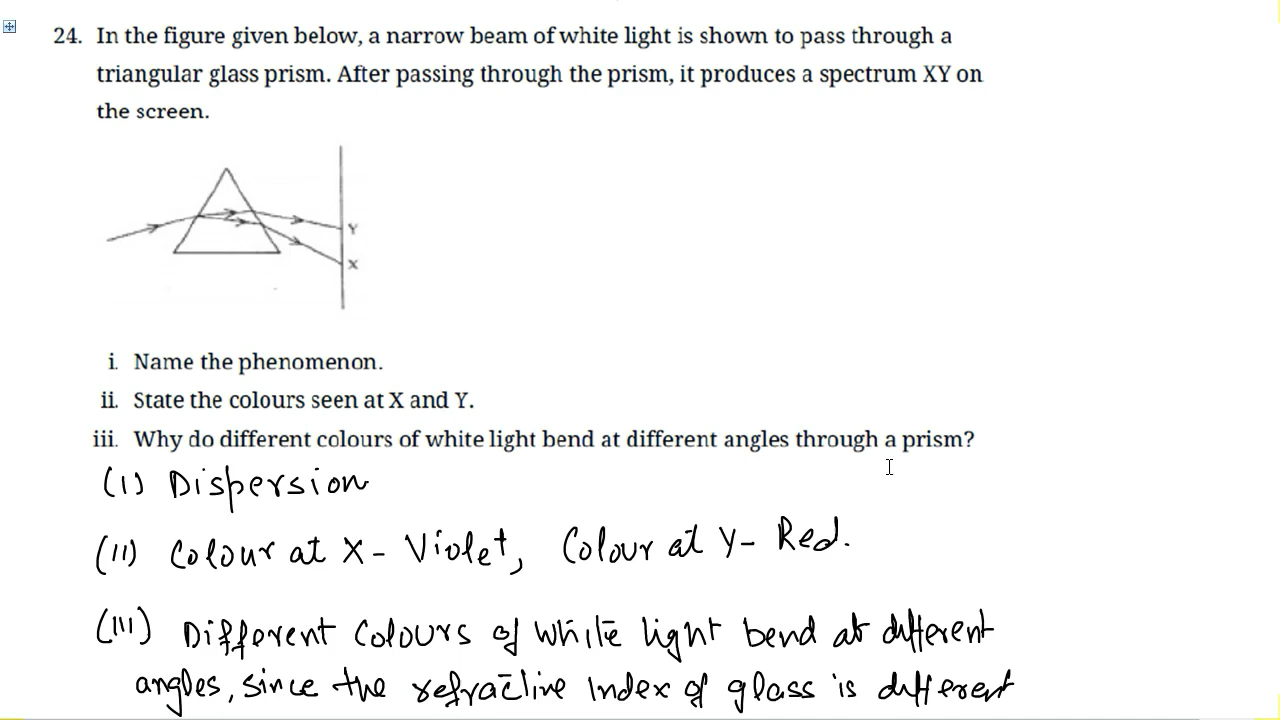 24. In the figure given below, a narrow beam of white light is shown to pass through a
triangular glass prism. After passing through the prism, it produces a spectrum XY on
the screen.
Y
X
i. Name the phenomenon.
ii. State the colours seen at X and Y.
iii. Why do different colours of white light bend at different angles through a prism?
(I) Dispersion
(II) Colour at X - Violet, Colour at Y - Red.
(III) Different Colours of White light bend at different
angles, since the refractive Index of glass is different